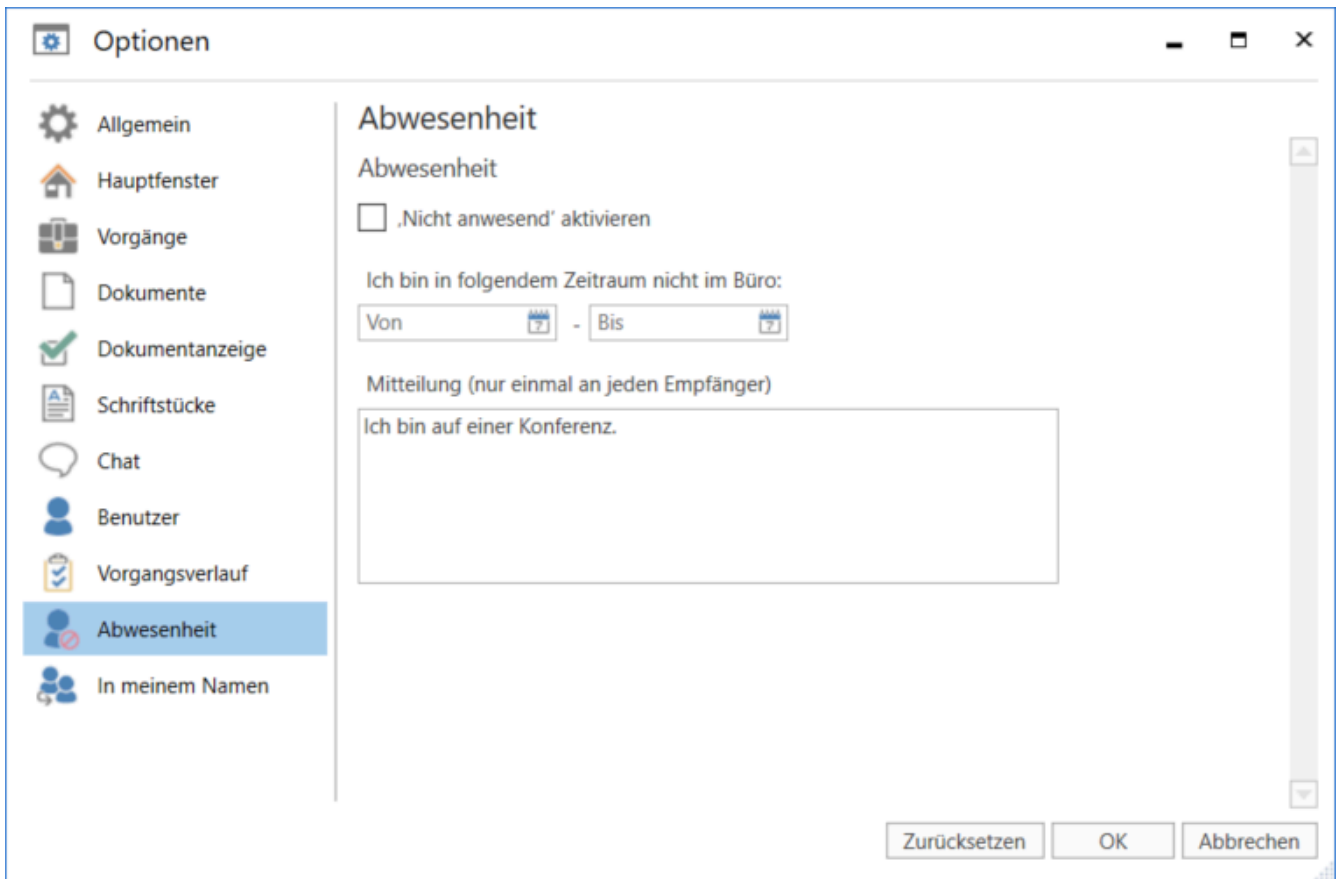 Optionen
Allgemein
Hauptfenster
Vorgänge
Dokumente
Dokumentanzeige
Schriftstücke
Chat
Benutzer
Vorgangsverlauf
Abwesenheit
In meinem Namen
Abwesenheit
Abwesenheit
‚Nicht anwesend‘ aktivieren
Ich bin in folgendem Zeitraum nicht im Büro:
Von - Bis
Mitteilung (nur einmal an jeden Empfänger)
Ich bin auf einer Konferenz.
Zurücksetzen OK Abbrechen